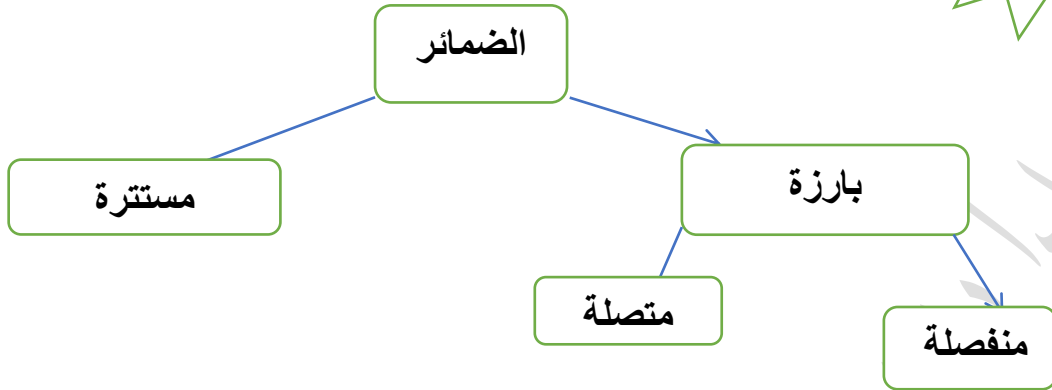 الضمائر
بارزة
مستترة
متصلة
منفصلة